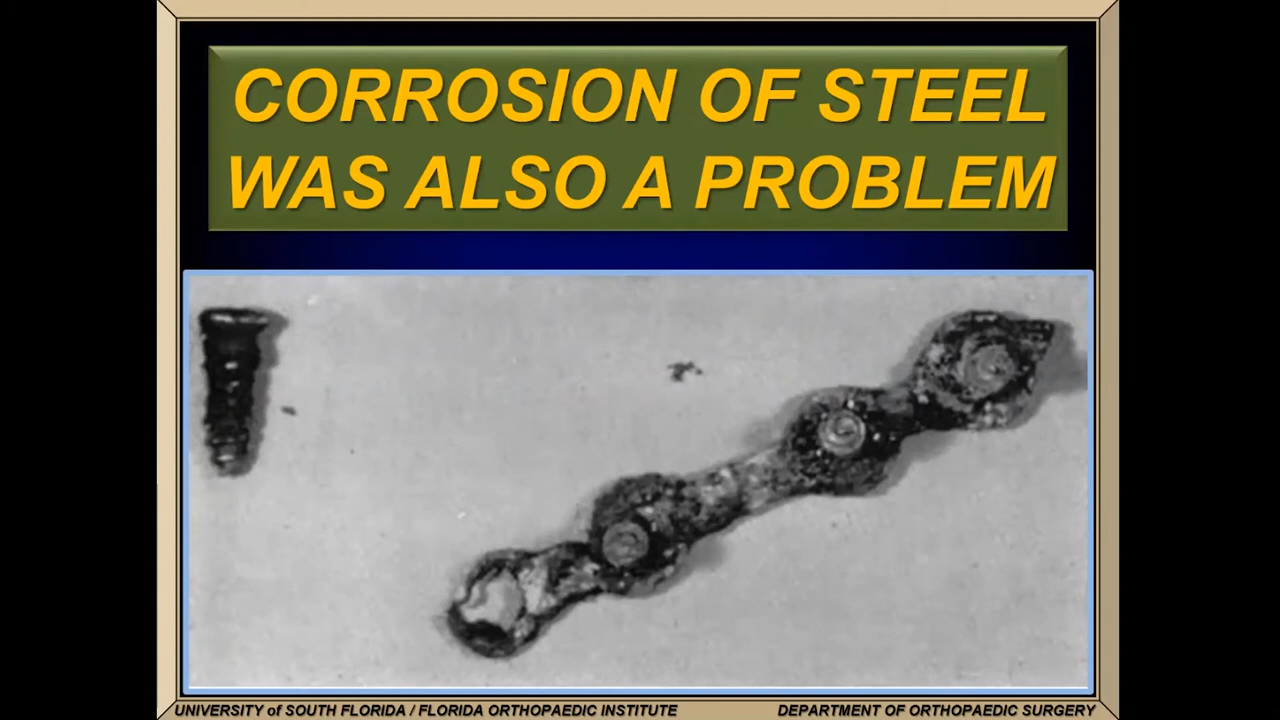 CORROSION OF STEEL
WAS ALSO A PROBLEM
UNIVERSITY of SOUTH FLORIDA / FLORIDA ORTHOPAEDIC INSTITUTE
DEPARTMENT OF ORTHOPAEDIC SURGERY